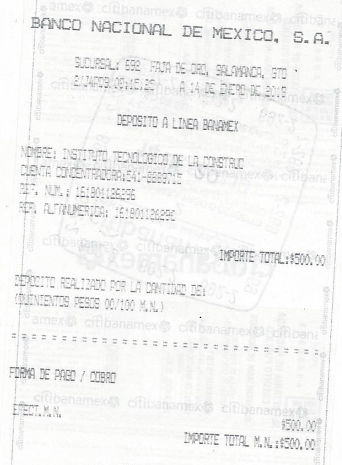 BANCO NACIONAL DE MEXICO, S.A.
SUCURSAL: 692 FAJA DE ORO, SALAMANCA, GTO
A 14 DE ENERO DE 2019
DEPOSITO A LINEA BANAMEX
NOMBRE: INSTITUTO TECNOLOGICO DE LA CONSTRUC
CUENTA CONCENTRADORA:
REF. NUM.: 161901126296
REF. ALFANUMERICA: 161901126296
IMPORTE TOTAL:$500.00
DEPOSITO REALIZADO POR LA CANTIDAD DE:
(QUINIENTOS PESOS 00/100 M.N.)
FORMA DE PAGO / COBRO
EFECT.M.N. $500.00
IMPORTE TOTAL M.N.:$500.00